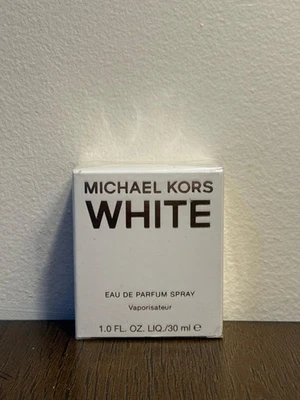 MICHAEL KORS
WHITE
EAU DE PARFUM SPRAY
Vaporisateur
1.0 FL. OZ. LIQ./30 ml ℮